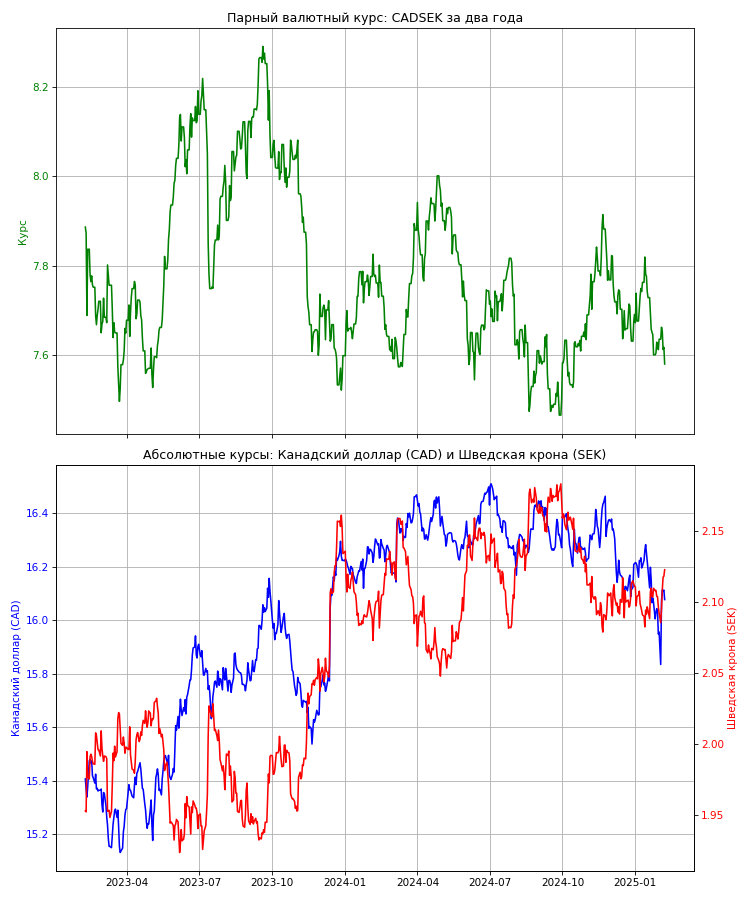 Парный валютный курс: CADSEK за два года
8.2
8.0
7.8
7.6
Курс
Абсолютные курсы: Канадский доллар (CAD) и Шведская крона (SEK)
16.4
16.2
16.0
15.8
15.6
15.4
15.2
Канадский доллар (CAD)
2.15
2.10
2.05
2.00
1.95
Шведская крона (SEK)
2023-04 2023-07 2023-10 2024-01 2024-04 2024-07 2024-10 2025-01